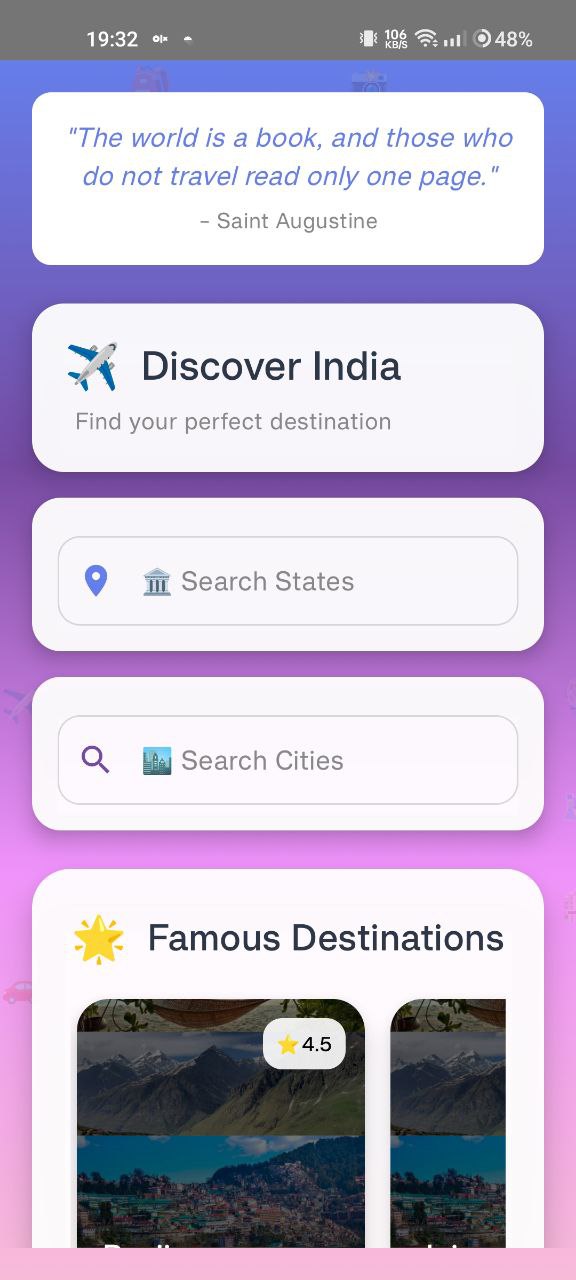 19:32
106
KB/S
48%
"The world is a book, and those who
do not travel read only one page."
– Saint Augustine
Discover India
Find your perfect destination
Search States
Search Cities
Famous Destinations
4.5